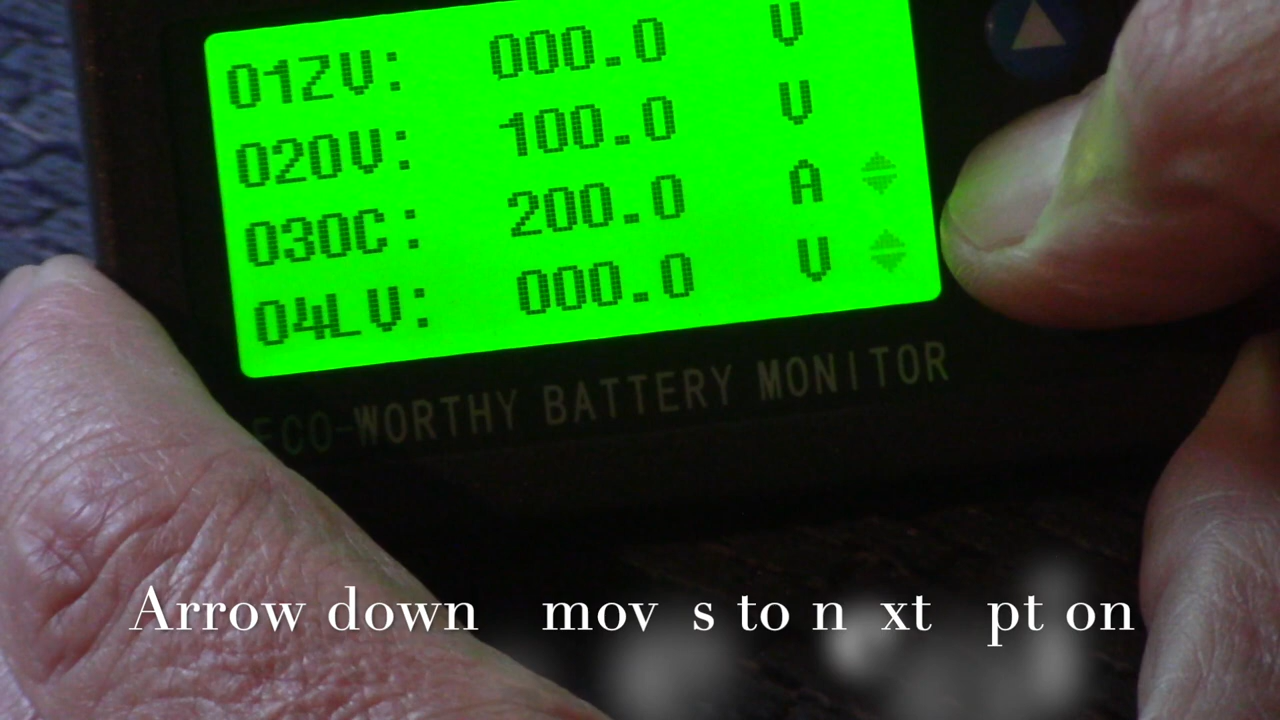 01ZV: 000.0 V
020V: 100.0 V
030C: 200.0 A
04LV: 000.0 V
ECO-WORTHY BATTERY MONITOR
Arrow down mov s to n xt pt on